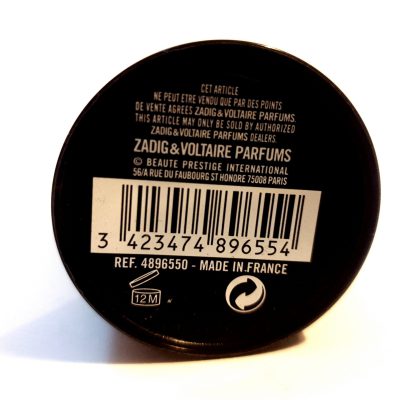 CET ARTICLE
NE PEUT ETRE VENDU QUE PAR DES POINTS
DE VENTE AGREES ZADIG & VOLTAIRE PARFUMS.
THIS ARTICLE MAY ONLY BE SOLD BY AUTHORIZED
ZADIG & VOLTAIRE PARFUMS DEALERS.
ZADIG & VOLTAIRE PARFUMS
© BEAUTE PRESTIGE INTERNATIONAL
56/A RUE DU FAUBOURG ST HONORE 75008 PARIS
3 423474 896554
REF. 4896550 - MADE IN FRANCE
12 M